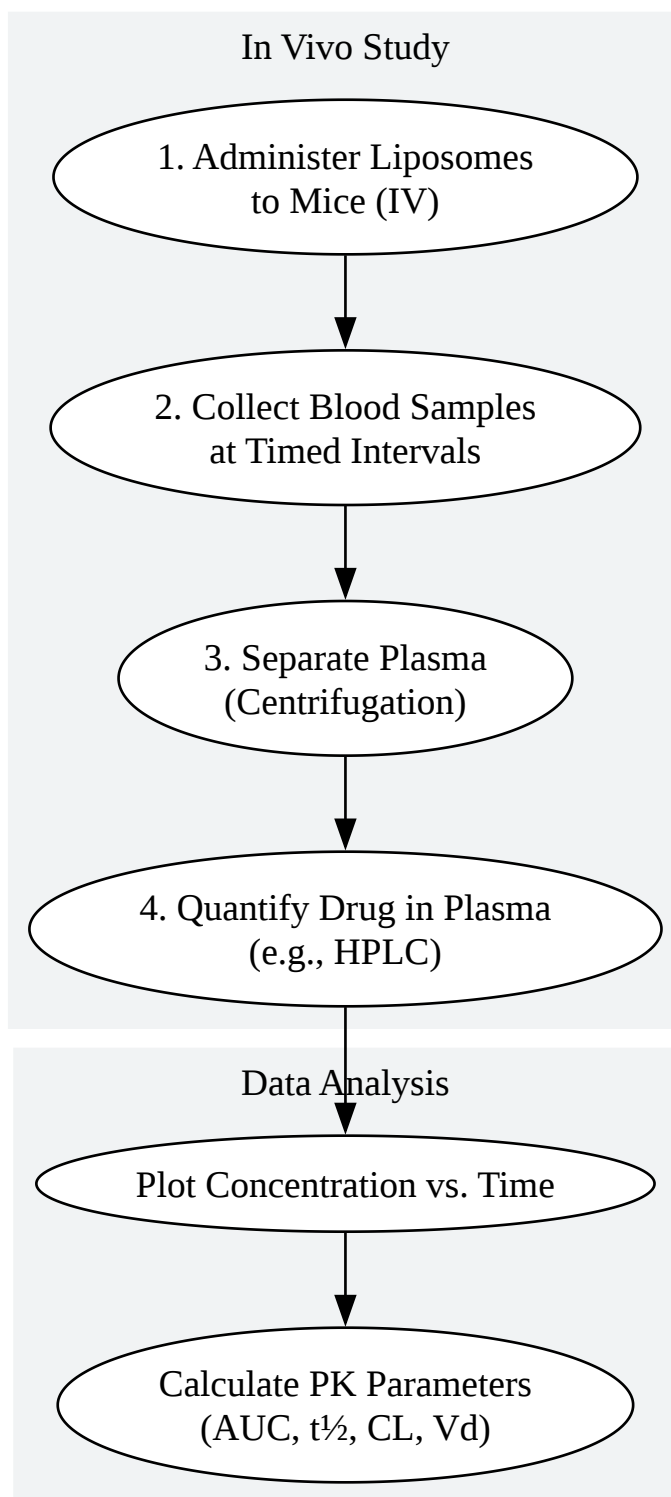 In Vivo Study
1. Administer Liposomes
to Mice (IV)
2. Collect Blood Samples
at Timed Intervals
3. Separate Plasma
(Centrifugation)
4. Quantify Drug in Plasma
(e.g., HPLC)
Data Analysis
Plot Concentration vs. Time
Calculate PK Parameters
(AUC, t½, CL, Vd)